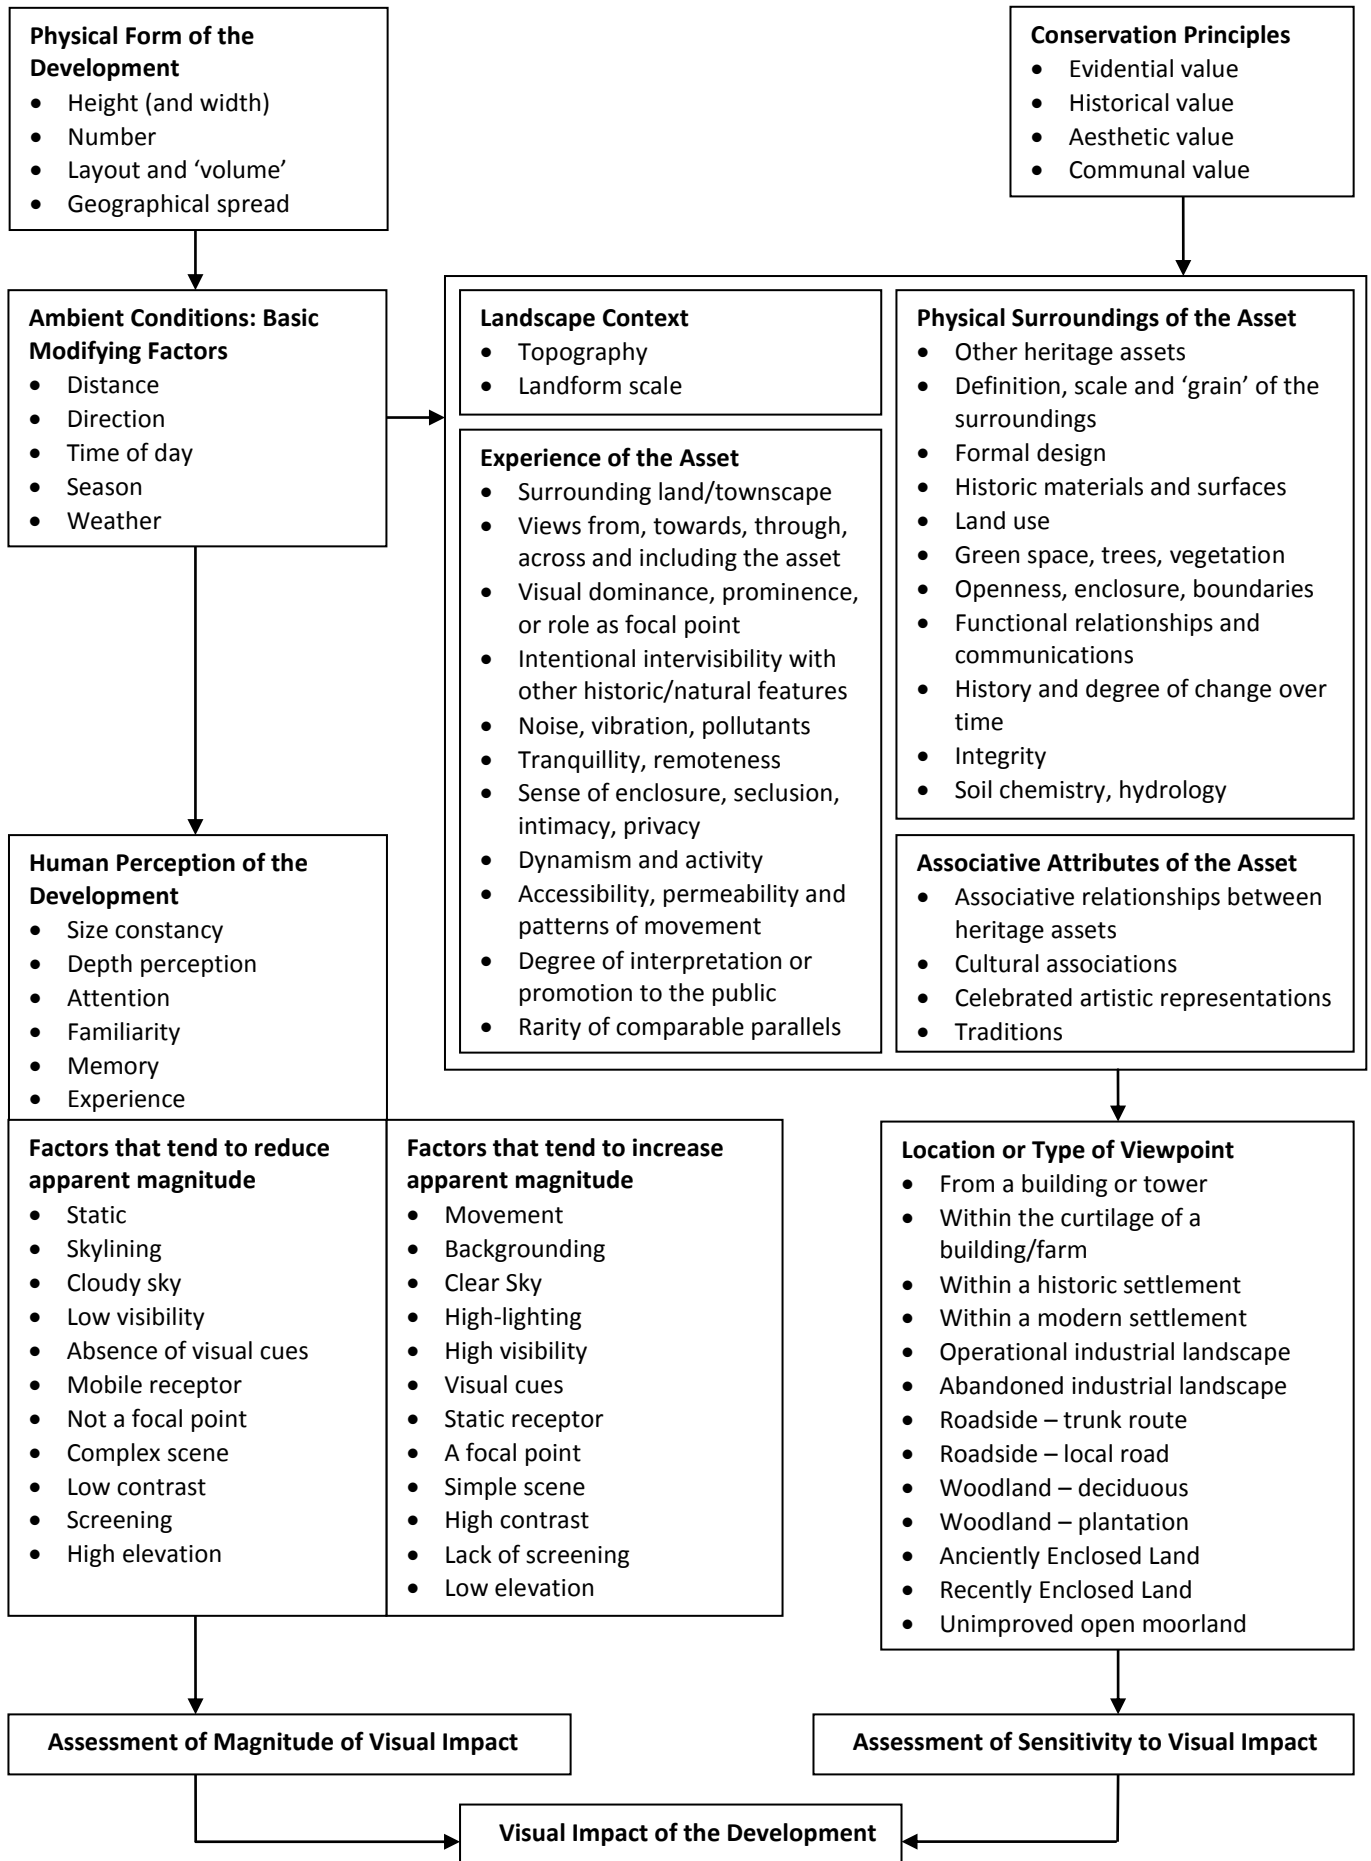 Physical Form of the
Development
• Height (and width)
• Number
• Layout and ‘volume’
• Geographical spread
Conservation Principles
• Evidential value
• Historical value
• Aesthetic value
• Communal value
Ambient Conditions: Basic
Modifying Factors
• Distance
• Direction
• Time of day
• Season
• Weather
Landscape Context
• Topography
• Landform scale
Experience of the Asset
• Surrounding land/townscape
• Views from, towards, through,
across and including the asset
• Visual dominance, prominence,
or role as focal point
• Intentional intervisibility with
other historic/natural features
• Noise, vibration, pollutants
• Tranquillity, remoteness
• Sense of enclosure, seclusion,
intimacy, privacy
• Dynamism and activity
• Accessibility, permeability and
patterns of movement
• Degree of interpretation or
promotion to the public
• Rarity of comparable parallels
Physical Surroundings of the Asset
• Other heritage assets
• Definition, scale and ‘grain’ of the
surroundings
• Formal design
• Historic materials and surfaces
• Land use
• Green space, trees, vegetation
• Openness, enclosure, boundaries
• Functional relationships and
communications
• History and degree of change over
time
• Integrity
• Soil chemistry, hydrology
Associative Attributes of the Asset
• Associative relationships between
heritage assets
• Cultural associations
• Celebrated artistic representations
• Traditions
Human Perception of the
Development
• Size constancy
• Depth perception
• Attention
• Familiarity
• Memory
• Experience
Factors that tend to reduce
apparent magnitude
• Static
• Skylining
• Cloudy sky
• Low visibility
• Absence of visual cues
• Mobile receptor
• Not a focal point
• Complex scene
• Low contrast
• Screening
• High elevation
Factors that tend to increase
apparent magnitude
• Movement
• Backgrounding
• Clear Sky
• High-lighting
• High visibility
• Visual cues
• Static receptor
• A focal point
• Simple scene
• High contrast
• Lack of screening
• Low elevation
Location or Type of Viewpoint
• From a building or tower
• Within the curtilage of a
building/farm
• Within a historic settlement
• Within a modern settlement
• Operational industrial landscape
• Abandoned industrial landscape
• Roadside – trunk route
• Roadside – local road
• Woodland – deciduous
• Woodland – plantation
• Anciently Enclosed Land
• Recently Enclosed Land
• Unimproved open moorland
Assessment of Magnitude of Visual Impact
Assessment of Sensitivity to Visual Impact
Visual Impact of the Development